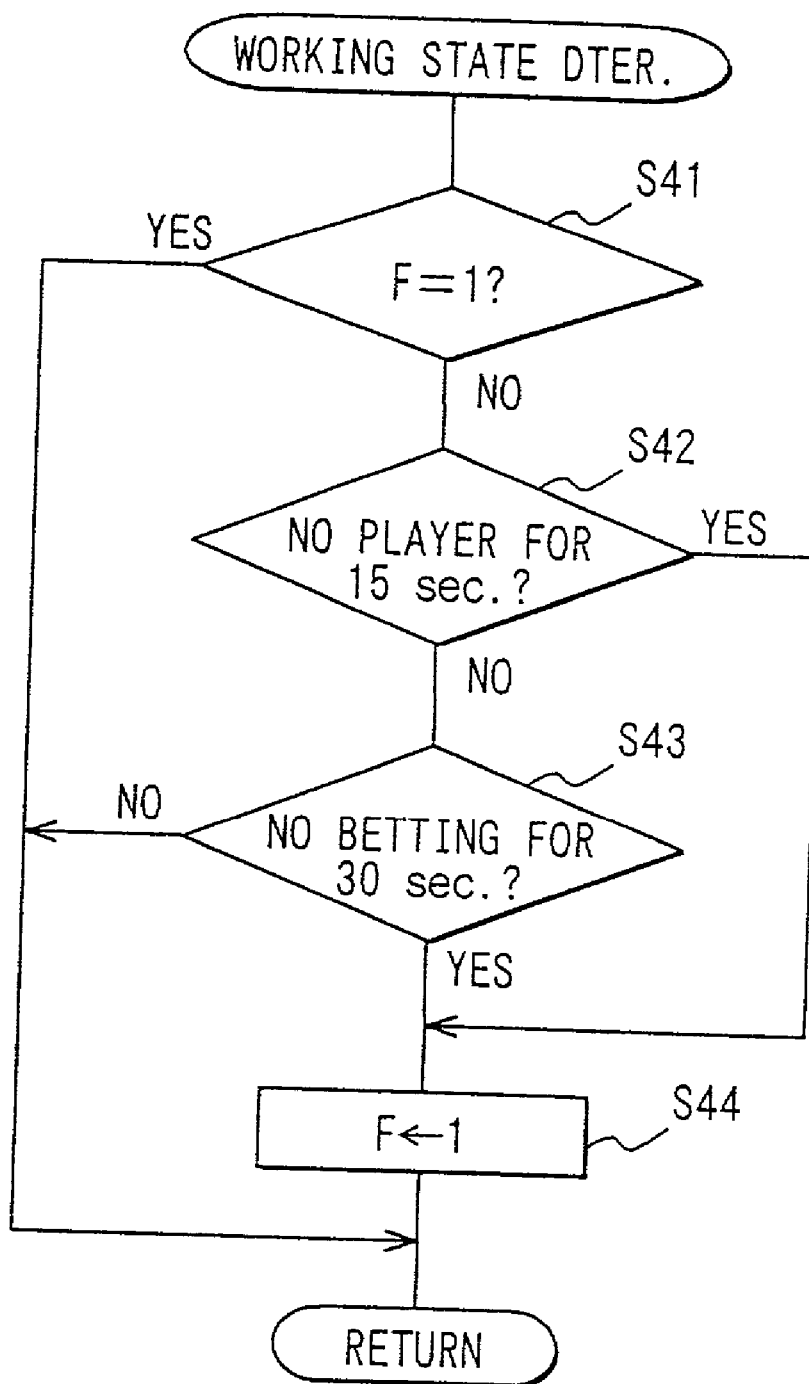 WORKING STATE DTER.
S41
YES
F=1?
NO
S42
NO PLAYER FOR
15 sec.?
YES
NO
S43
NO
NO BETTING FOR
30 sec.?
YES
S44
F←1
RETURN